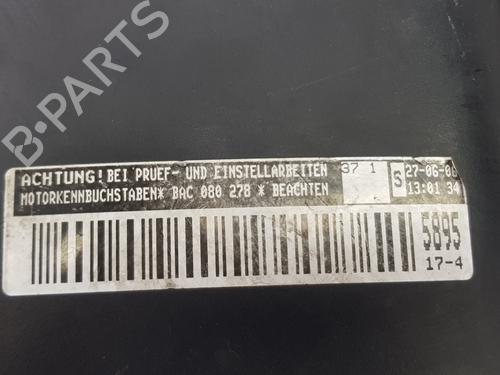 ACHTUNG! BEI PRUEF- UND EINSTELLARBEITEN
MOTORKENNBUCHSTABEN* BAC 080 278 * BEACHTEN
37 1
S
27-06-06
13:01 34
5895
17-4
B-PARTS